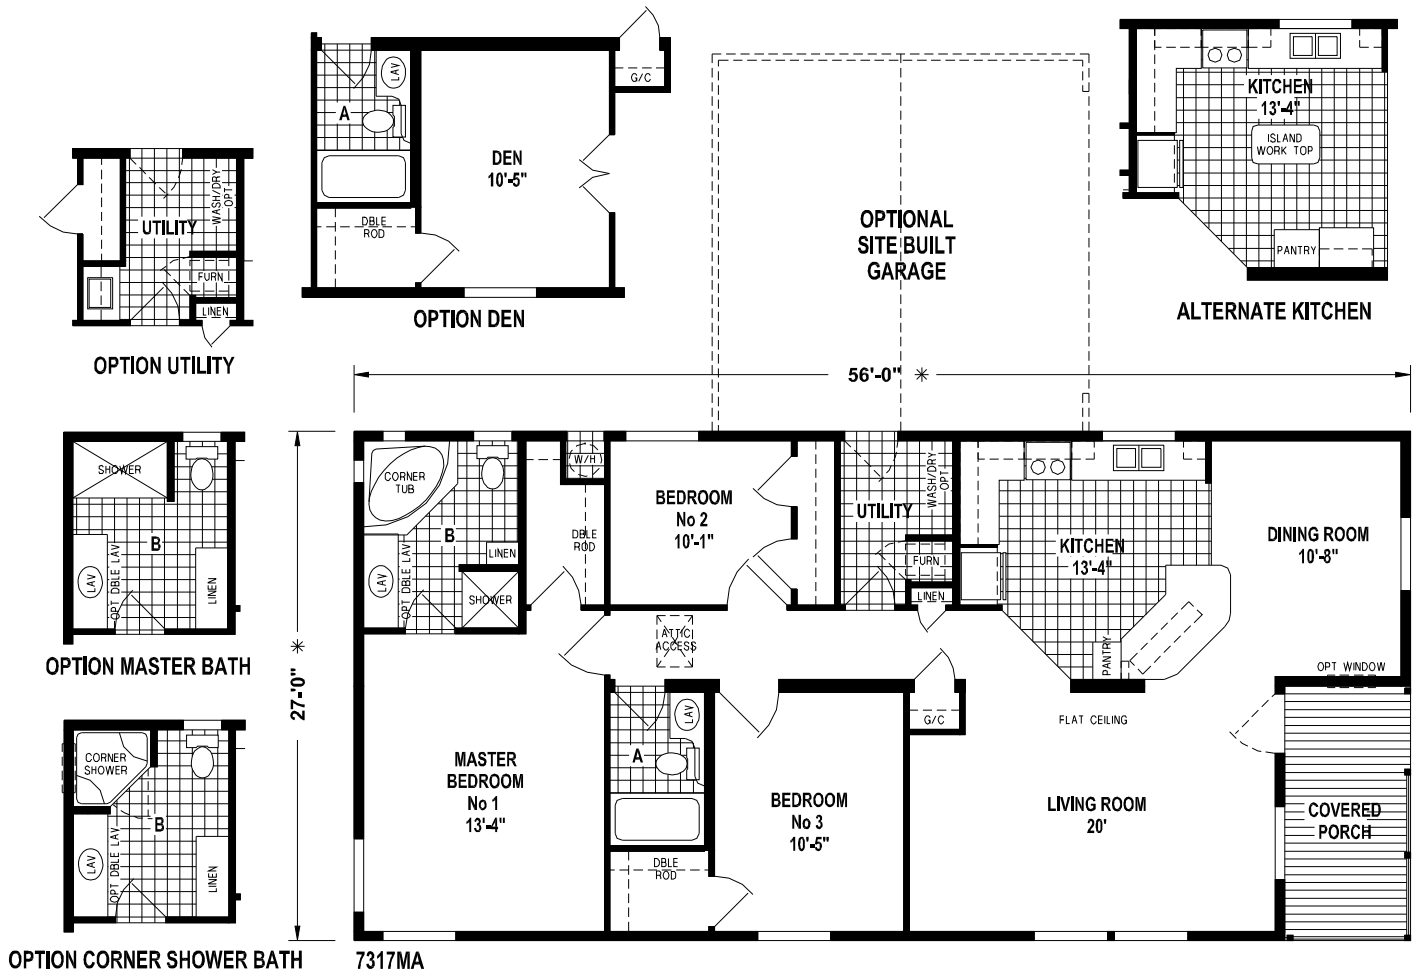 LAV
A
DEN
10'-5"
G/C
DBLE
ROD
OPTION DEN
UTILITY
WASH/DRY
OPT
FURN
LINEN
OPTION UTILITY
OPTIONAL
SITE BUILT
GARAGE
KITCHEN
13'-4"
ISLAND
WORK TOP
PANTRY
ALTERNATE KITCHEN
56'-0" ✳
27'-0" ✳
SHOWER
B
LAV
OPT DBLE LAV
LINEN
OPTION MASTER BATH
CORNER
SHOWER
B
LAV
OPT DBLE LAV
LINEN
OPTION CORNER SHOWER BATH
CORNER
TUB
B
LAV
OPT DBLE LAV
LINEN
SHOWER
DBLE
ROD
W/H
BEDROOM
No 2
10'-1"
UTILITY
WASH/DRY
OPT
FURN
LINEN
KITCHEN
13'-4"
PANTRY
DINING ROOM
10'-8"
OPT WINDOW
ATTIC
ACCESS
MASTER
BEDROOM
No 1
13'-4"
LAV
A
DBLE
ROD
BEDROOM
No 3
10'-5"
G/C
FLAT CEILING
LIVING ROOM
20'
COVERED
PORCH
7317MA